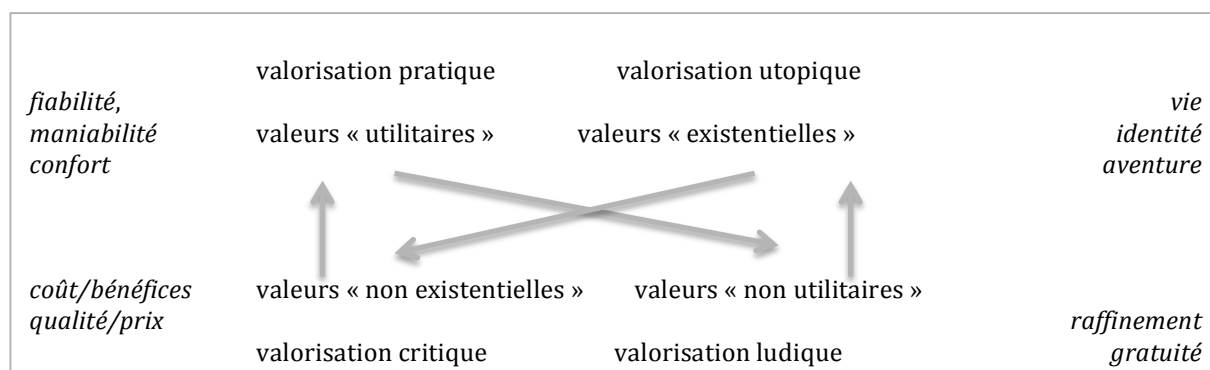 valorisation pratique valorisation utopique
fiabilité, vie
maniabilité valeurs « utilitaires » valeurs « existentielles » identité
confort aventure
coût/bénéfices valeurs « non existentielles » valeurs « non utilitaires »
qualité/prix raffinement
valorisation critique valorisation ludique gratuité